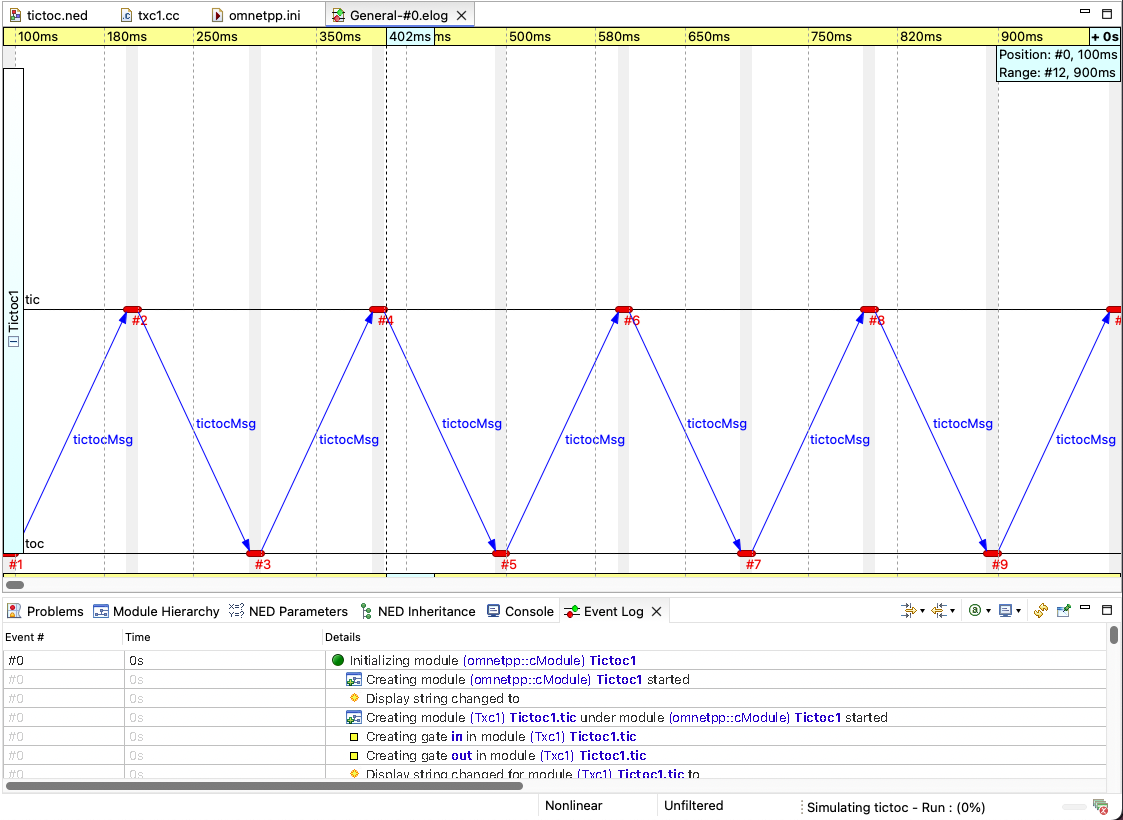 tictoc.ned txc1.cc omnetpp.ini General-#0.elog
100ms 180ms 250ms 350ms 402ms ms 500ms 580ms 650ms 750ms 820ms 900ms + 0s
Position: #0, 100ms
Range: #12, 900ms
Tictoc1
tic
#2 #4 #6 #8 #
tictocMsg tictocMsg tictocMsg tictocMsg
tictocMsg tictocMsg tictocMsg tictocMsg tictocMsg
toc
#1 #3 #5 #7 #9
Problems Module Hierarchy NED Parameters NED Inheritance Console Event Log
Event # Time Details
#0 0s Initializing module (omnetpp::cModule) Tictoc1
#0 0s Creating module (omnetpp::cModule) Tictoc1 started
#0 0s Display string changed to
#0 0s Creating module (Txc1) Tictoc1.tic under module (omnetpp::cModule) Tictoc1 started
#0 0s Creating gate in in module (Txc1) Tictoc1.tic
#0 0s Creating gate out in module (Txc1) Tictoc1.tic
#0 0s Display string changed for module (Txc1) Tictoc1.tic to
Nonlinear Unfiltered Simulating tictoc - Run : (0%)